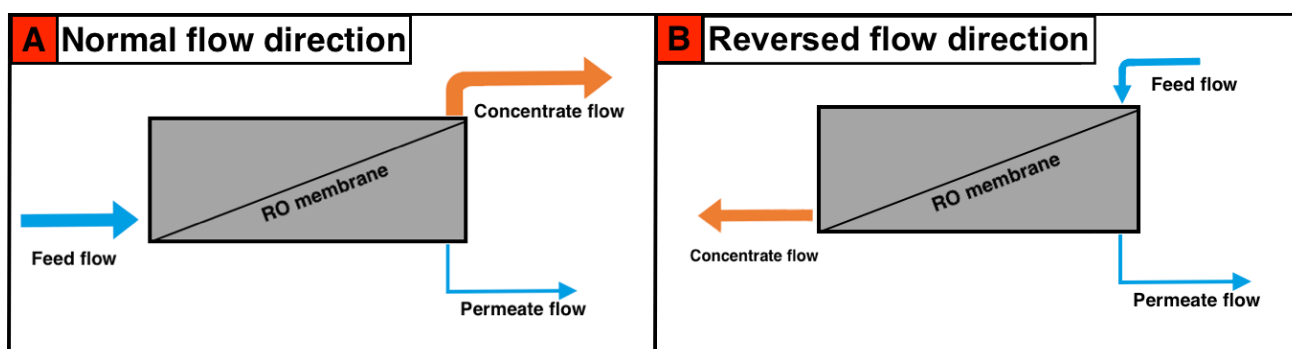 A Normal flow direction
Concentrate flow
RO membrane
Feed flow
Permeate flow
B Reversed flow direction
Feed flow
RO membrane
Concentrate flow
Permeate flow